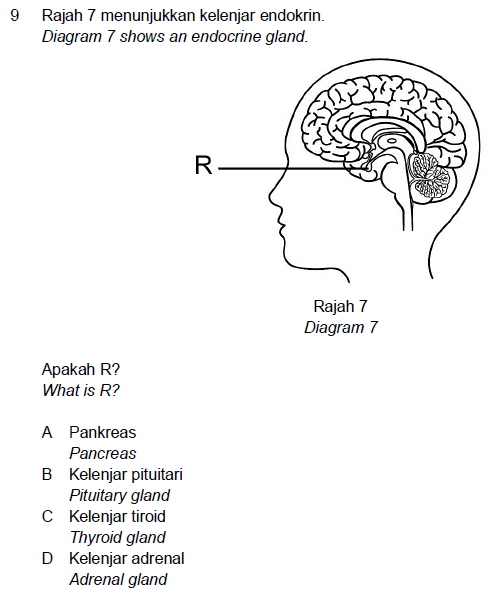 9 Rajah 7 menunjukkan kelenjar endokrin.
Diagram 7 shows an endocrine gland.
R
Rajah 7
Diagram 7
Apakah R?
What is R?
A Pankreas
Pancreas
B Kelenjar pituitari
Pituitary gland
C Kelenjar tiroid
Thyroid gland
D Kelenjar adrenal
Adrenal gland